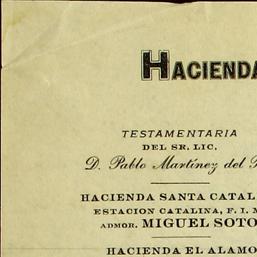 HACIENDA
TESTAMENTARIA
DEL SR. LIC.
D. Pablo Martínez del
HACIENDA SANTA CATAL
ESTACION CATALINA, F. I. M
ADMOR. MIGUEL SOTO
HACIENDA EL ALAMO